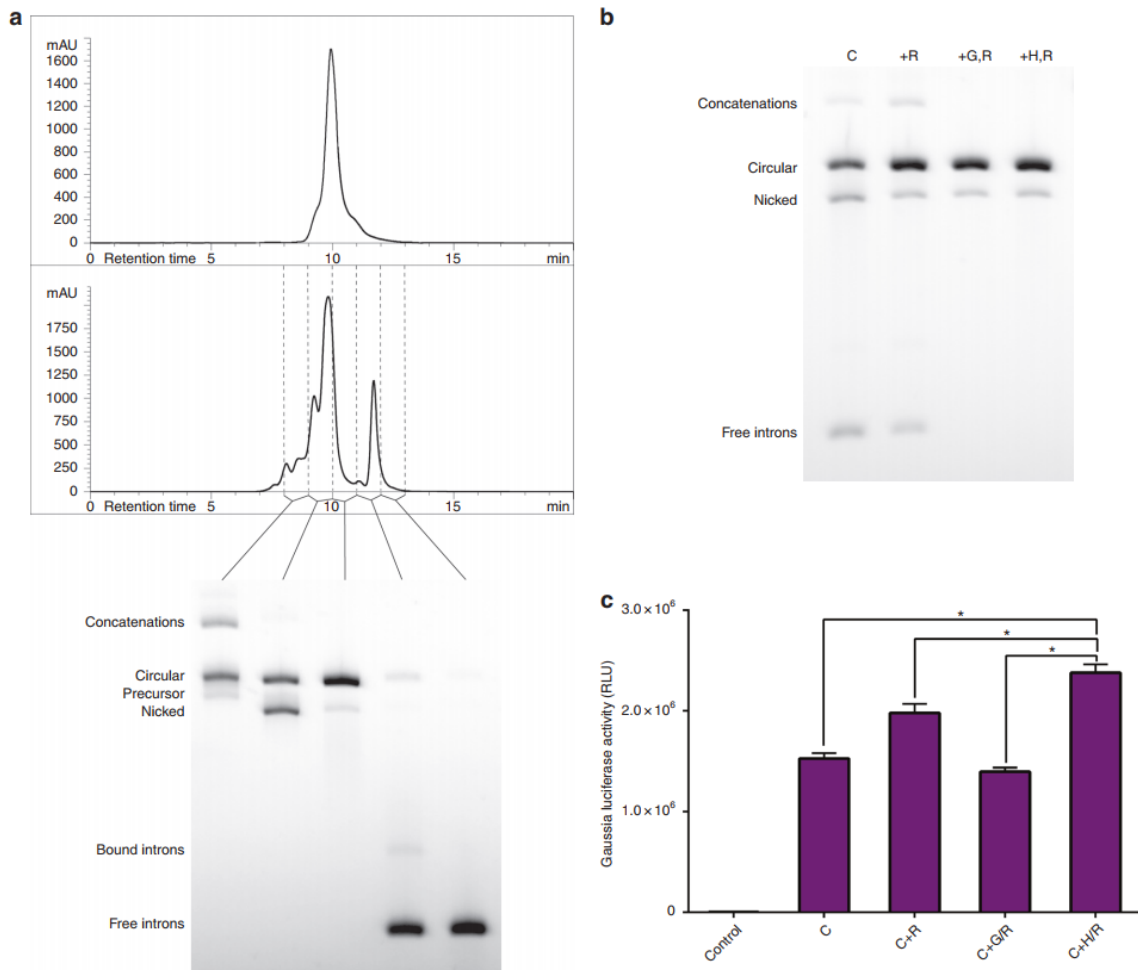 a
mAU
1600
1400
1200
1000
800
600
400
200
0
0 Retention time 5 10 15 min
mAU
1750
1500
1250
1000
750
500
250
0
0 Retention time 5 10 15 min
Concatenations
Circular
Precursor
Nicked
Bound introns
Free introns
b
C +R +G,R +H,R
Concatenations
Circular
Nicked
Free introns
c
3.0 × 10⁶
2.0 × 10⁶
1.0 × 10⁶
0
Gaussia luciferase activity (RLU)
*
*
*
Control C C+R C+G/R C+H/R